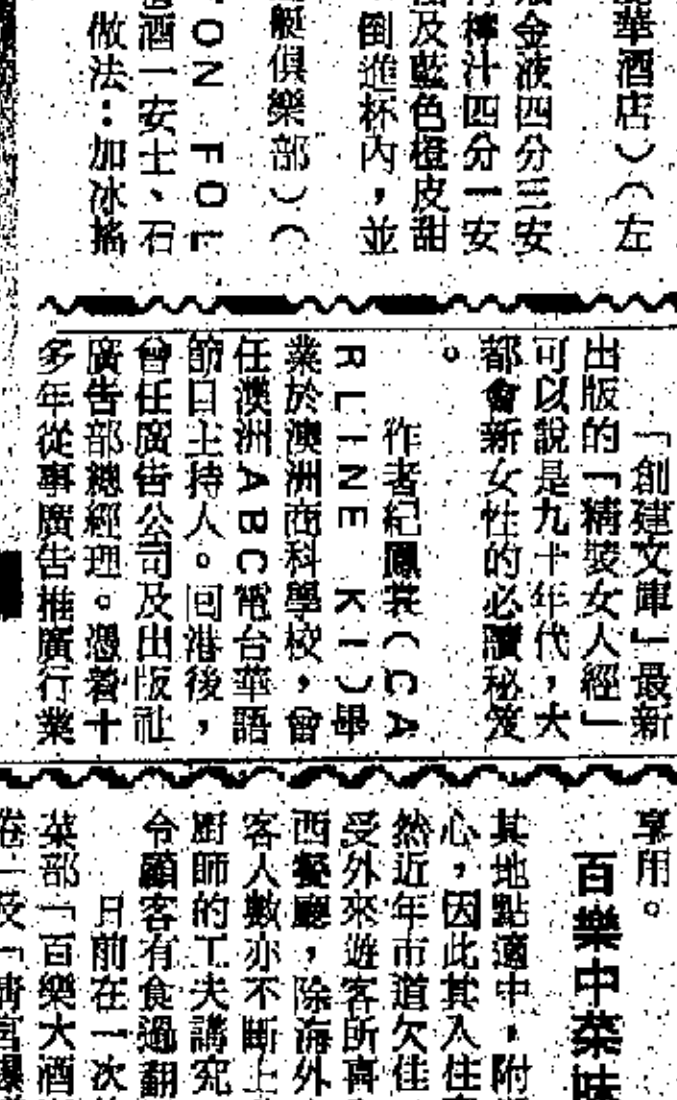 華酒店）（左
金液四分三安
檸汁四分一安
及藍色橙皮甜
倒進杯內，並
艇俱樂部）（
ON FOL
酒一安士、石
做法：加冰搖
「創建文庫」最新
出版的「精裝女人經」
可以說是九十年代，大
都會新女性的必讀秘笈
。
作者紀鳳裳（CA
RLINE KI）畢
業於澳洲商科學校，曾
任澳洲ABC電台華語
節目主持人。回港後，
曾任廣告公司及出版社
廣告部總經理。憑着十
多年從事廣告推廣行業
享用。
百樂中菜味
其地點適中，附
心，因此其入住
然近年市道欠佳
受外來遊客所喜
西餐廳，除海外
客人數亦不斷上
廚師的工夫講究
令顧客有食過翻
日前在一次
菜部「百樂大酒